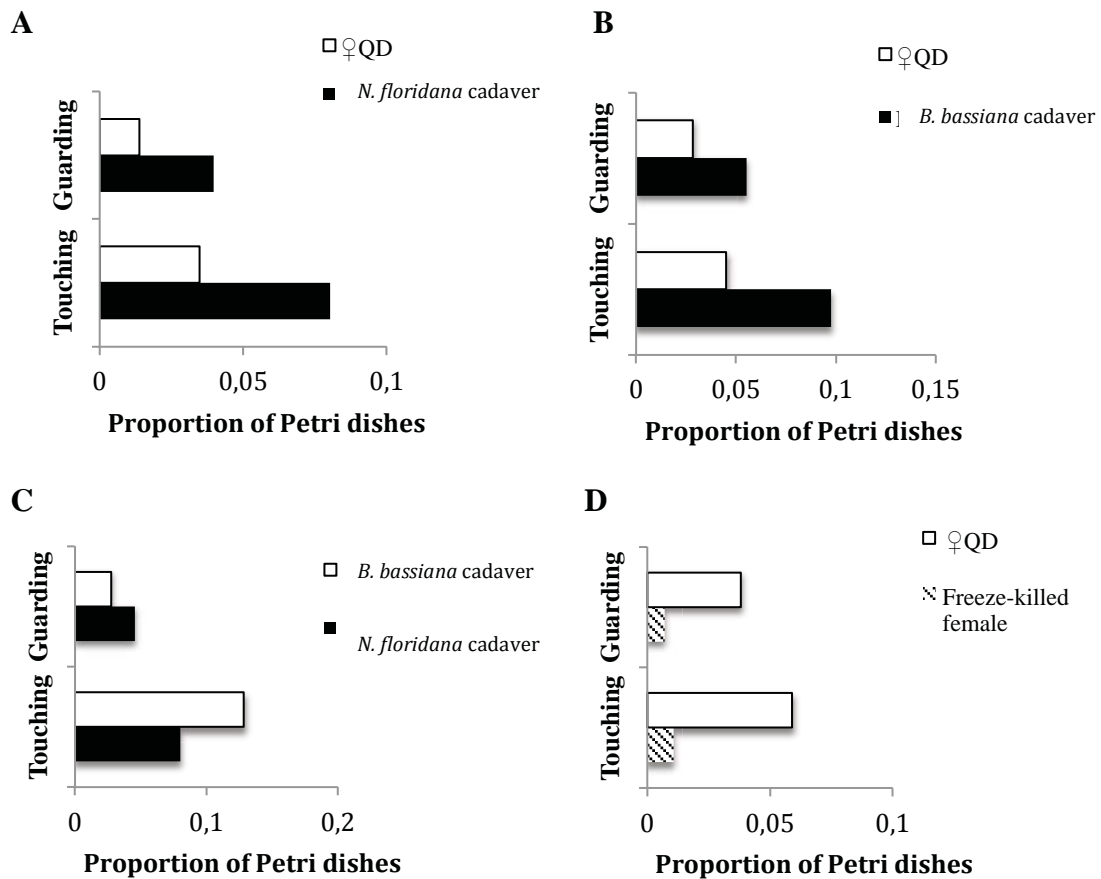 A
♀QD
N. floridana cadaver
Guarding
Touching
0 0,05 0,1
Proportion of Petri dishes
B
♀QD
B. bassiana cadaver
Guarding
Touching
0 0,05 0,1 0,15
Proportion of Petri dishes
C
B. bassiana cadaver
N. floridana cadaver
Guarding
Touching
0 0,1 0,2
Proportion of Petri dishes
D
♀QD
Freeze-killed
female
Guarding
Touching
0 0,05 0,1
Proportion of Petri dishes